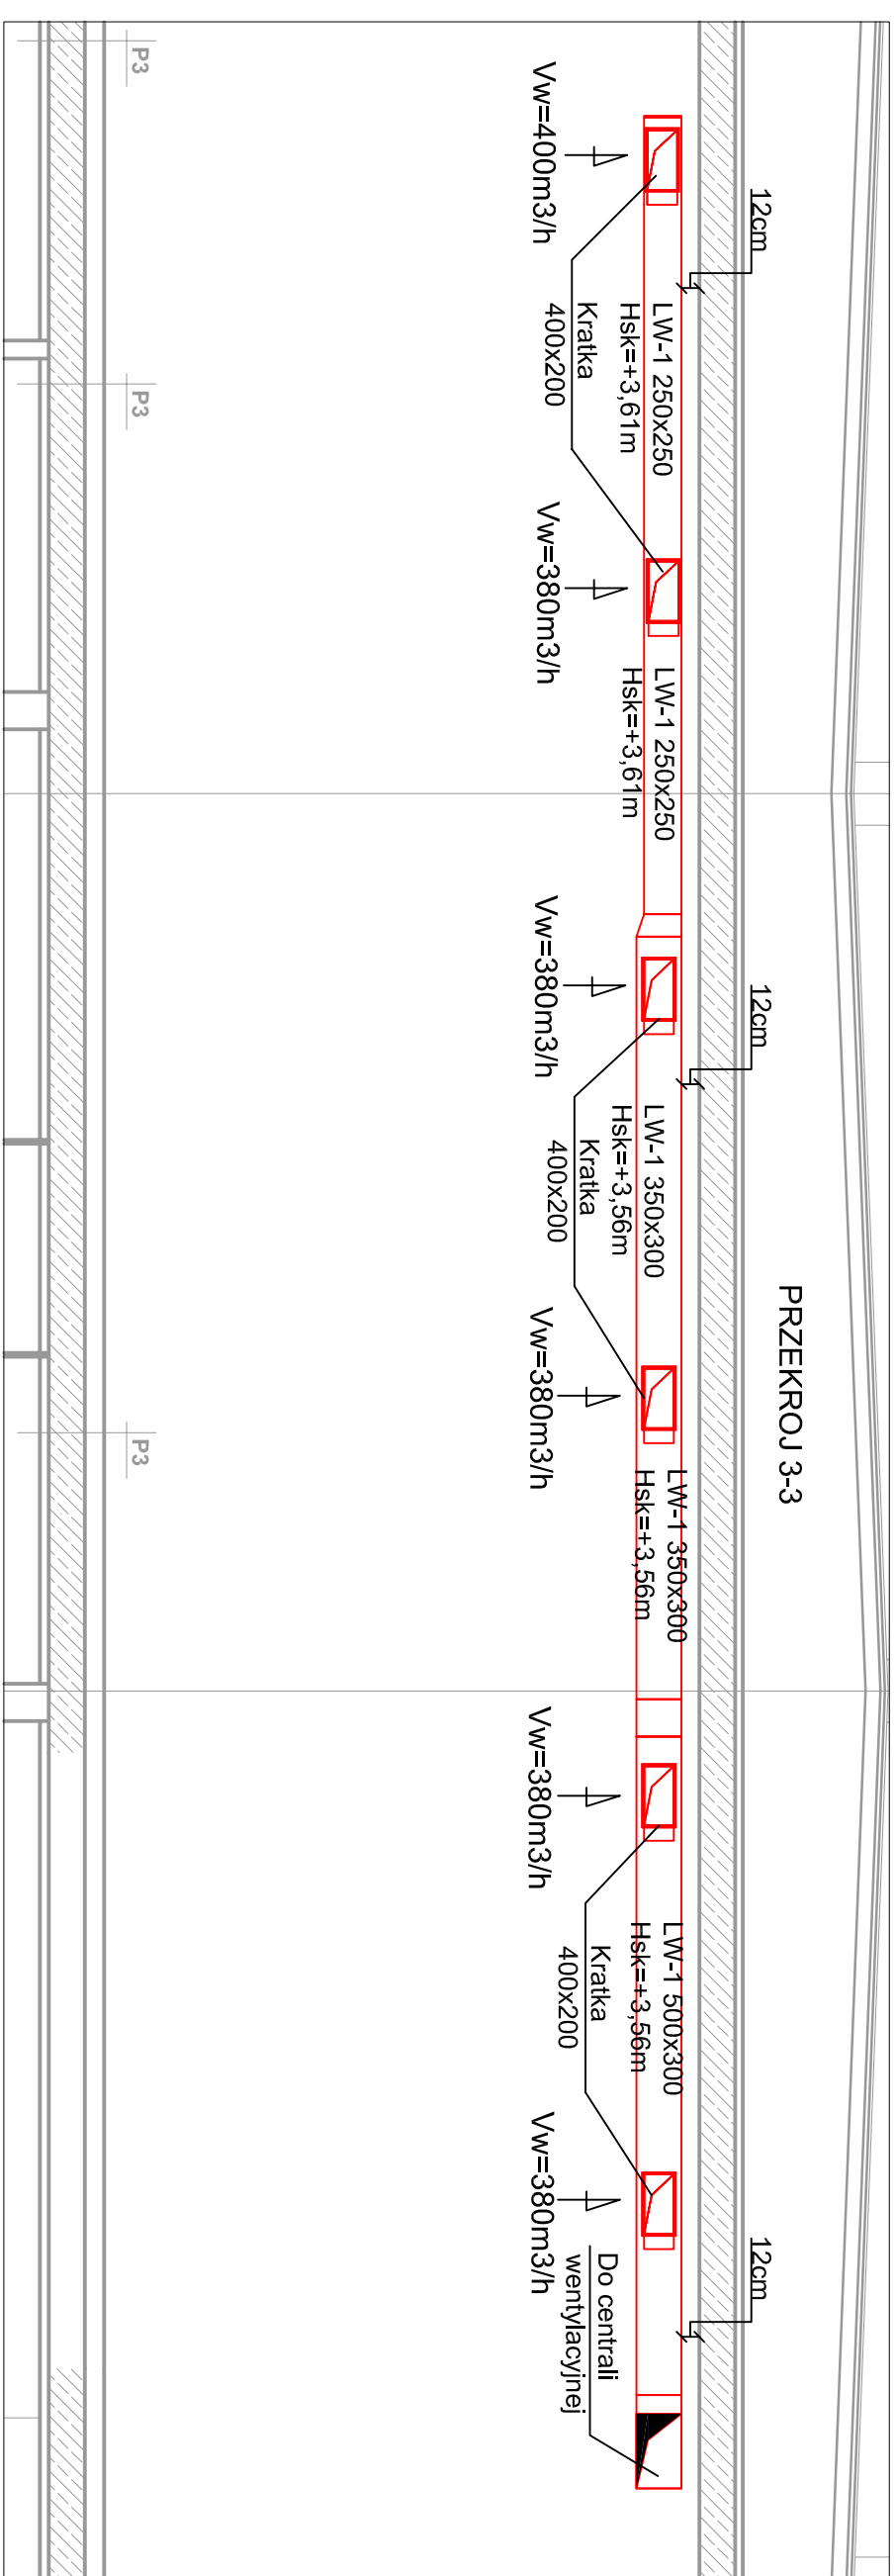 PRZEKROJ 3-3
12cm
12cm
12cm
LW-1 250x250
Hsk=+3,61m
LW-1 250x250
Hsk=+3,61m
LW-1 350x300
Hsk=+3,56m
LW-1 350x300
Hsk=+3,56m
LW-1 500x300
Hsk=+3,56m
Kratka
400x200
Kratka
400x200
Kratka
400x200
Do centrali
wentylacyjnej
Vw=400m3/h
Vw=380m3/h
Vw=380m3/h
Vw=380m3/h
Vw=380m3/h
Vw=380m3/h
P3
P3
P3